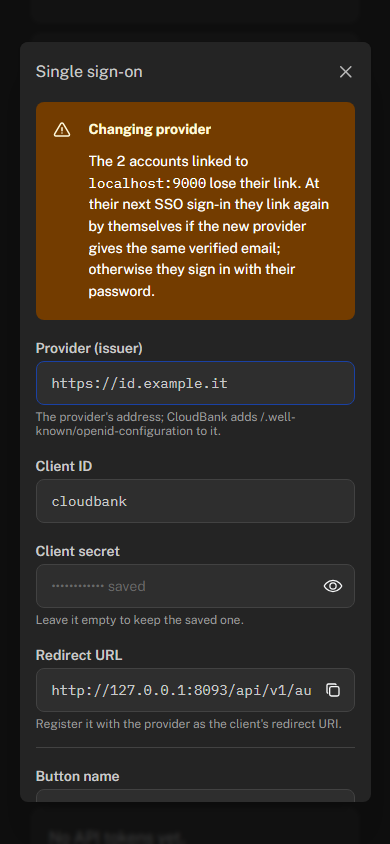 Single sign-on
Changing provider
The 2 accounts linked to
localhost:9000 lose their link. At
their next SSO sign-in they link again
by themselves if the new provider
gives the same verified email;
otherwise they sign in with their
password.
Provider (issuer)
https://id.example.it
The provider's address; CloudBank adds /.well-
known/openid-configuration to it.
Client ID
cloudbank
Client secret
············ saved
Leave it empty to keep the saved one.
Redirect URL
http://127.0.0.1:8093/api/v1/au
Register it with the provider as the client's redirect URI.
Button name
No API tokens yet.